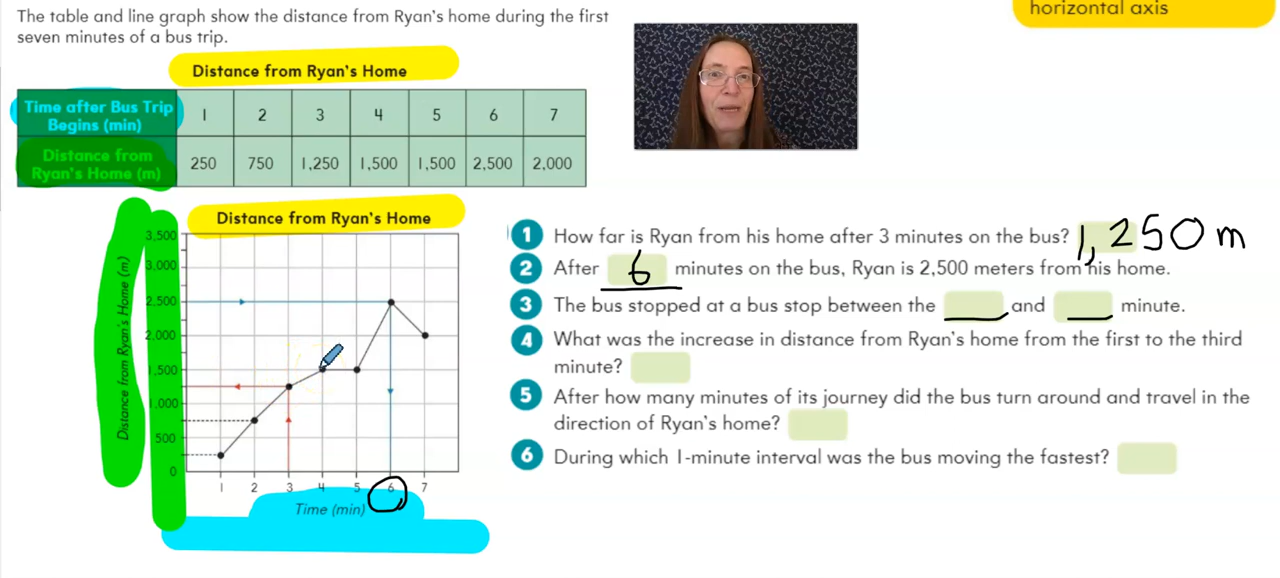 The table and line graph show the distance from Ryan's home during the first
seven minutes of a bus trip.
horizontal axis
Distance from Ryan's Home
Time after Bus Trip Begins (min) 1 2 3 4 5 6 7
Distance from Ryan's Home (m) 250 750 1,250 1,500 1,500 2,500 2,000
Distance from Ryan's Home
Distance from Ryan's Home (m)
3,500
3,000
2,500
2,000
1,500
1,000
500
0
1 2 3 4 5 6 7
Time (min)
1 How far is Ryan from his home after 3 minutes on the bus? 1,250 m
2 After 6 minutes on the bus, Ryan is 2,500 meters from his home.
3 The bus stopped at a bus stop between the and minute.
4 What was the increase in distance from Ryan's home from the first to the third
minute?
5 After how many minutes of its journey did the bus turn around and travel in the
direction of Ryan's home?
6 During which 1-minute interval was the bus moving the fastest?